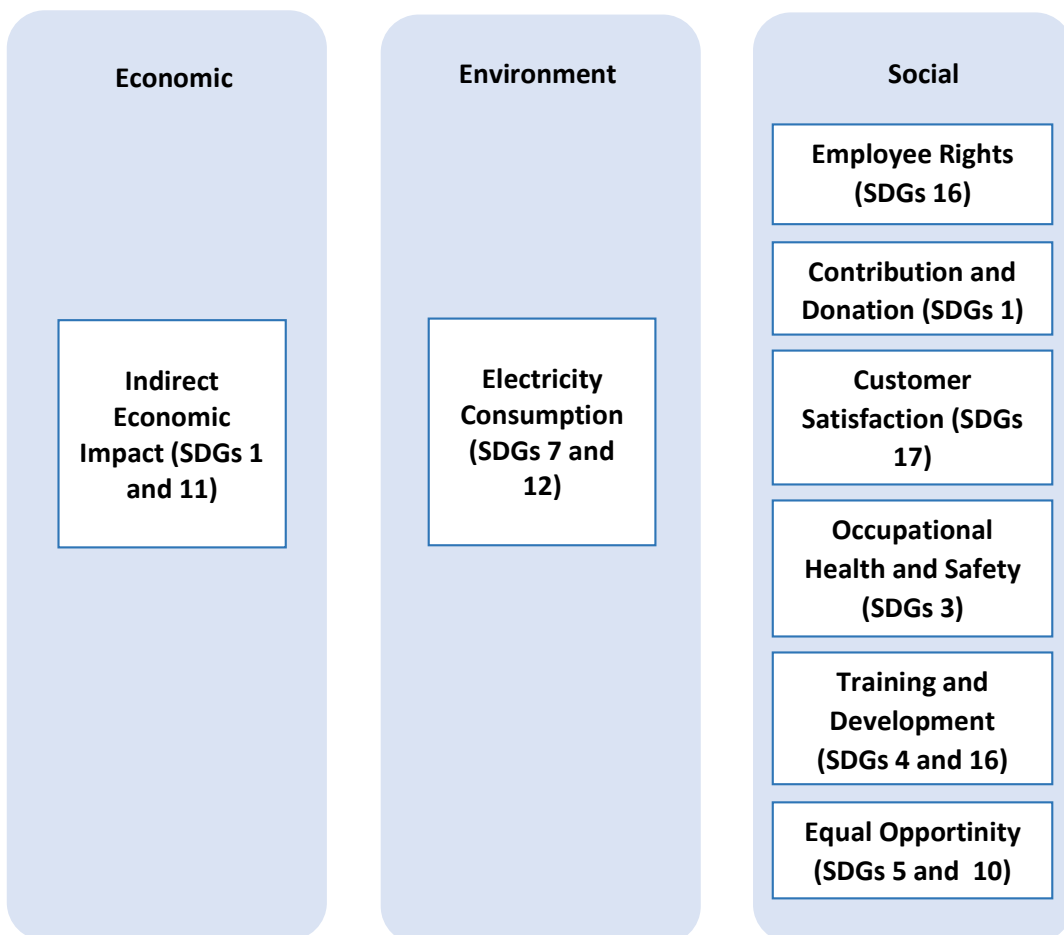 Economic
Indirect
Economic
Impact (SDGs 1
and 11)
Environment
Electricity
Consumption
(SDGs 7 and
12)
Social
Employee Rights
(SDGs 16)
Contribution and
Donation (SDGs 1)
Customer
Satisfaction (SDGs
17)
Occupational
Health and Safety
(SDGs 3)
Training and
Development
(SDGs 4 and 16)
Equal Opportinity
(SDGs 5 and  10)